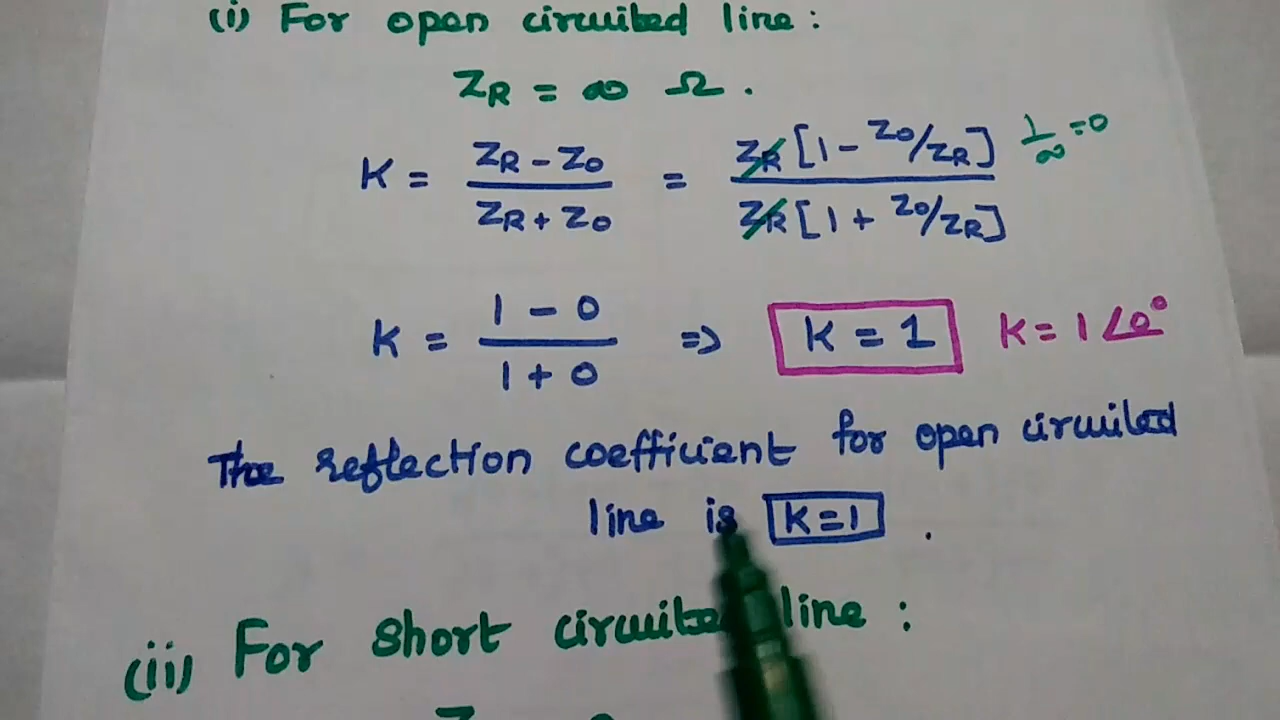 (i) For open circuited line :
ZR = ∞ Ω .
K = ZR - Z0 / ZR + Z0 = ZR [1 - Z0/ZR] / ZR [1 + Z0/ZR] 1/∞ = 0
K = 1 - 0 / 1 + 0 ⇒ K = 1 K = 1 ∠0°
The reflection coefficient for open circuited
line is K = 1 .
(ii) For short circuited line :